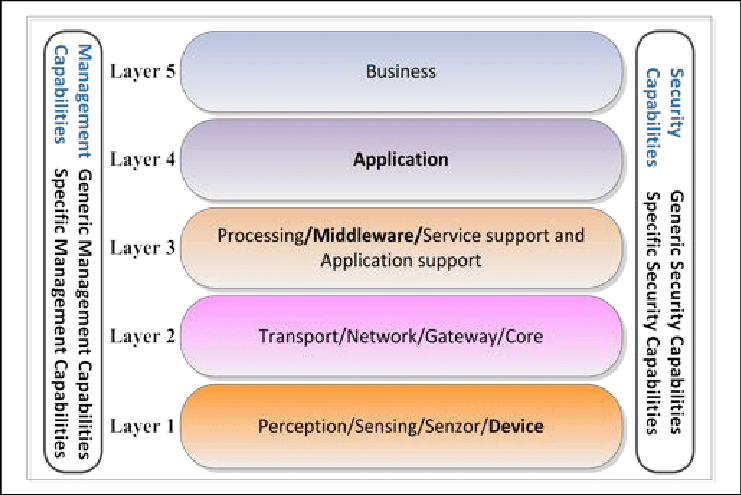 Management
Capabilities
Generic Management Capabilities
Specific Management Capabilities
Layer 5
Business
Layer 4
Application
Layer 3
Processing/Middleware/Service support and
Application support
Layer 2
Transport/Network/Gateway/Core
Layer 1
Perception/Sensing/Senzor/Device
Security
Capabilities
Generic Security Capabilities
Specific Security Capabilities